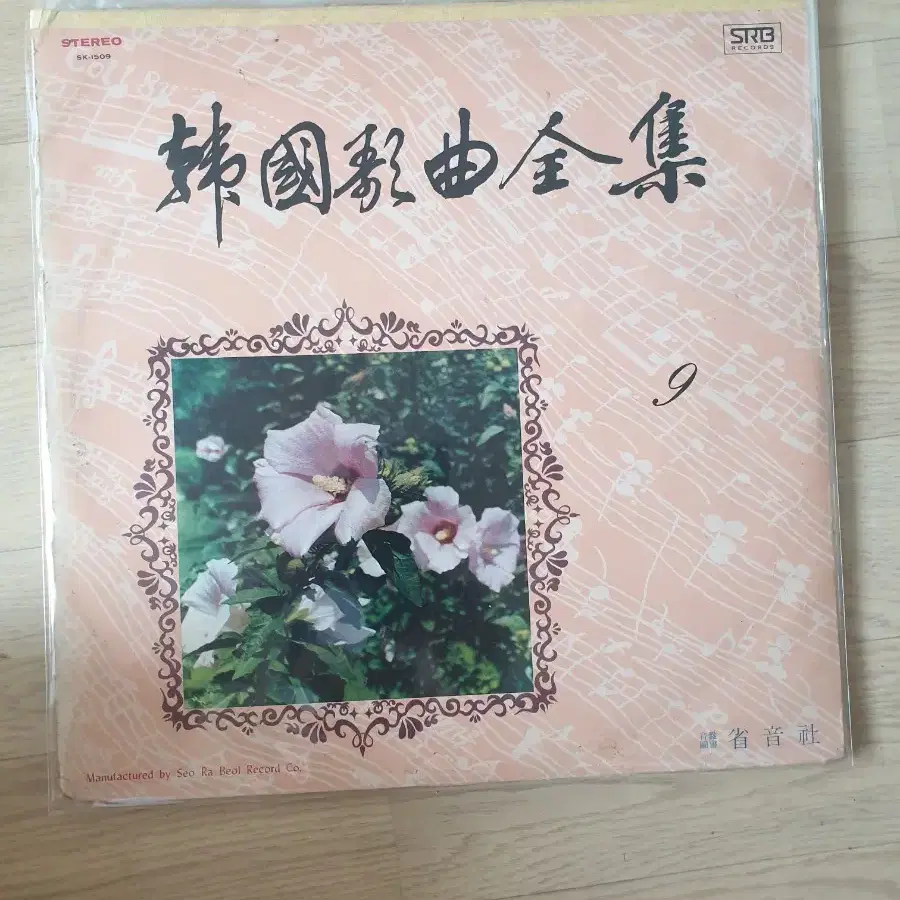 STEREO
SK-1509
SRB
RECORDS
韩國歌曲全集
9
省音社
Manufactured by Seo Ra Beol Record Co.